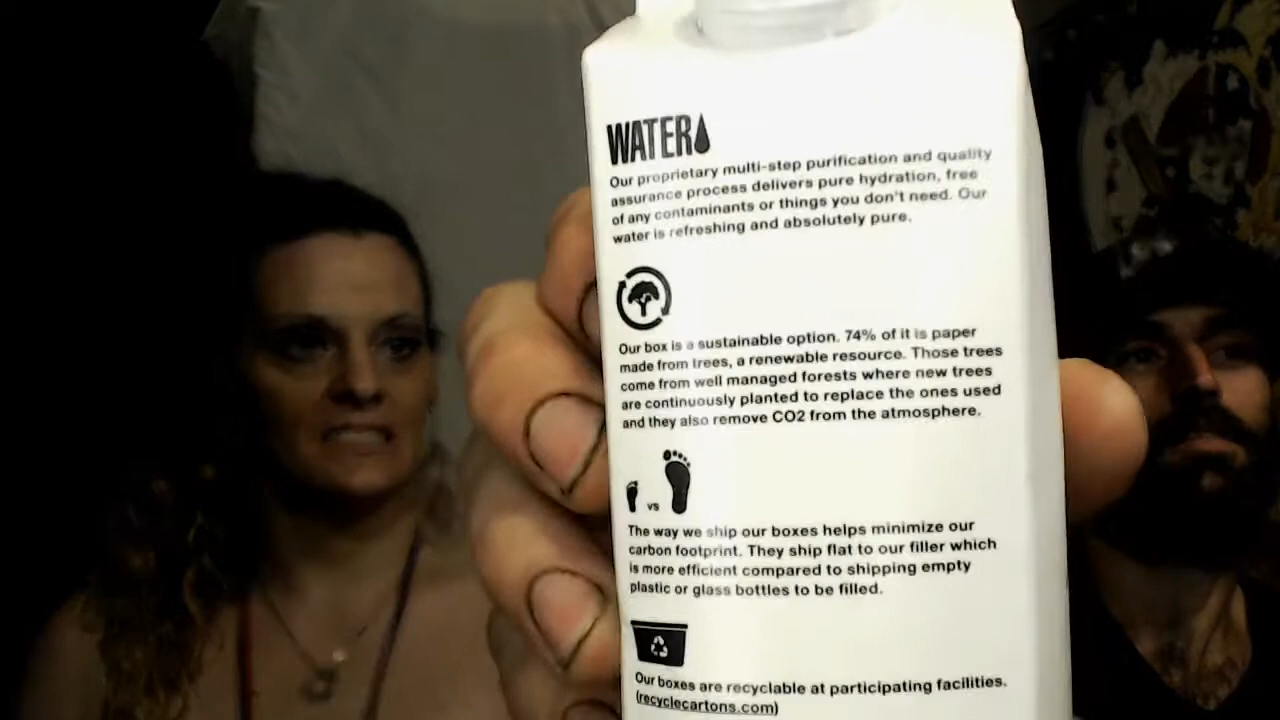 WATER
Our proprietary multi-step purification and quality
assurance process delivers pure hydration, free
of any contaminants or things you don't need. Our
water is refreshing and absolutely pure.
Our box is a sustainable option. 74% of it is paper
made from trees, a renewable resource. Those trees
come from well managed forests where new trees
are continuously planted to replace the ones used
and they also remove CO2 from the atmosphere.
vs
The way we ship our boxes helps minimize our
carbon footprint. They ship flat to our filler which
is more efficient compared to shipping empty
plastic or glass bottles to be filled.
Our boxes are recyclable at participating facilities.
(recyclecartons.com)